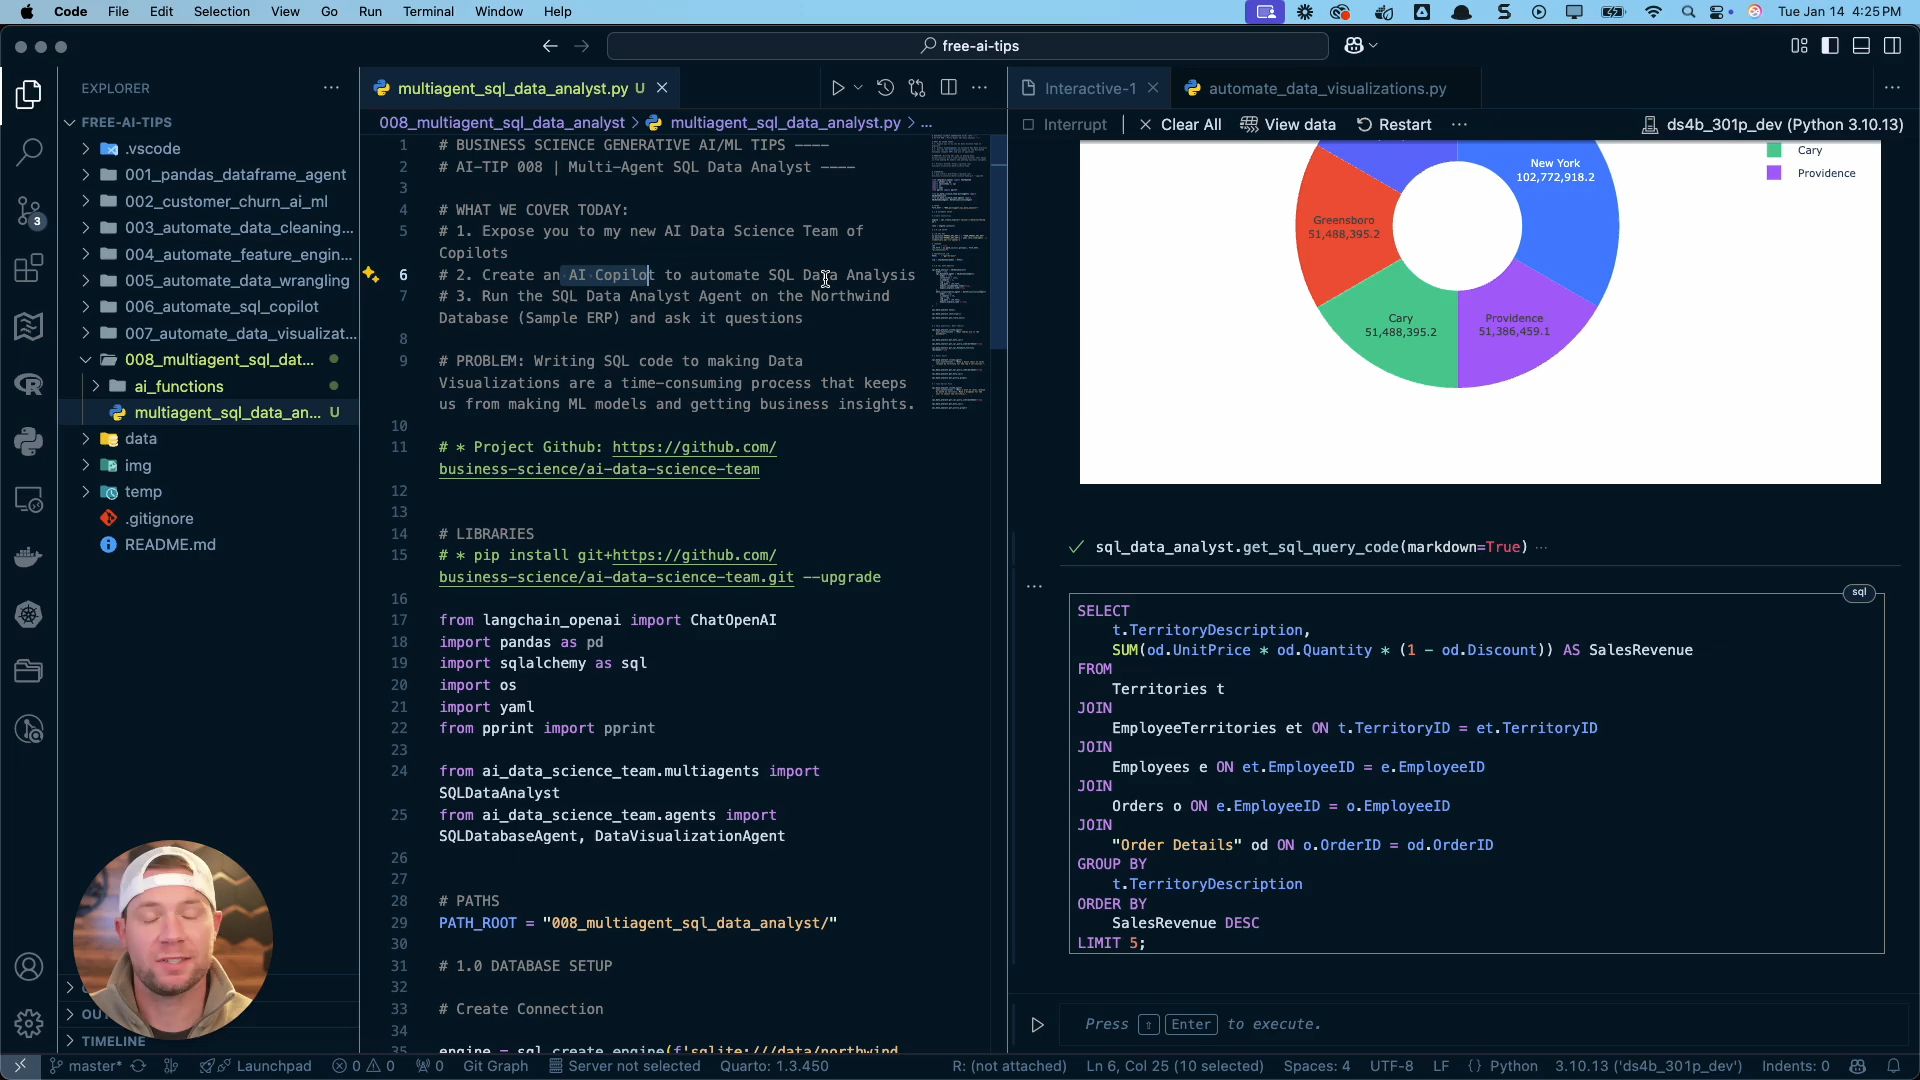 Code File Edit Selection View Go Run Terminal Window Help
Tue Jan 14 4:25 PM
free-ai-tips
EXPLORER
FREE-AI-TIPS
.vscode
001_pandas_dataframe_agent
002_customer_churn_ai_ml
003_automate_data_cleaning...
004_automate_feature_engin...
005_automate_data_wrangling
006_automate_sql_copilot
007_automate_data_visualizat...
008_multiagent_sql_dat...
ai_functions
multiagent_sql_data_an... U
data
img
temp
.gitignore
README.md
3
OU
TIMELINE
multiagent_sql_data_analyst.py U
008_multiagent_sql_data_analyst > multiagent_sql_data_analyst.py > ...
1 # BUSINESS SCIENCE GENERATIVE AI/ML TIPS ----
2 # AI-TIP 008 | Multi-Agent SQL Data Analyst ----
3
4 # WHAT WE COVER TODAY:
5 # 1. Expose you to my new AI Data Science Team of
Copilots
6 # 2. Create an AI Copilot to automate SQL Data Analysis
7 # 3. Run the SQL Data Analyst Agent on the Northwind
Database (Sample ERP) and ask it questions
8
9 # PROBLEM: Writing SQL code to making Data
Visualizations are a time-consuming process that keeps
us from making ML models and getting business insights.
10
11 # * Project Github: https://github.com/
business-science/ai-data-science-team
12
13
14 # LIBRARIES
15 # * pip install git+https://github.com/
business-science/ai-data-science-team.git --upgrade
16
17 from langchain_openai import ChatOpenAI
18 import pandas as pd
19 import sqlalchemy as sql
20 import os
21 import yaml
22 from pprint import pprint
23
24 from ai_data_science_team.multiagents import
SQLDataAnalyst
25 from ai_data_science_team.agents import
SQLDatabaseAgent, DataVisualizationAgent
26
27
28 # PATHS
29 PATH_ROOT = "008_multiagent_sql_data_analyst/"
30
31 # 1.0 DATABASE SETUP
32
33 # Create Connection
34
35 engine = sql.create_engine(f'sqlite:///data/northwind
Interactive-1
automate_data_visualizations.py
Interrupt | Clear All View data Restart ...
ds4b_301p_dev (Python 3.10.13)
New York
102,772,918.2
Greensboro
51,488,395.2
Cary
51,488,395.2
Providence
51,386,459.1
Cary
Providence
sql_data_analyst.get_sql_query_code(markdown=True) ...
sql
SELECT
t.TerritoryDescription,
SUM(od.UnitPrice * od.Quantity * (1 - od.Discount)) AS SalesRevenue
FROM
Territories t
JOIN
EmployeeTerritories et ON t.TerritoryID = et.TerritoryID
JOIN
Employees e ON et.EmployeeID = e.EmployeeID
JOIN
Orders o ON e.EmployeeID = o.EmployeeID
JOIN
"Order Details" od ON o.OrderID = od.OrderID
GROUP BY
t.TerritoryDescription
ORDER BY
SalesRevenue DESC
LIMIT 5;
Press ⇧ Enter to execute.
master* Launchpad 0 0 0 Git Graph Server not selected Quarto: 1.3.450 R: (not attached) Ln 6, Col 25 (10 selected) Spaces: 4 UTF-8 LF {} Python 3.10.13 ('ds4b_301p_dev') Indents: 0